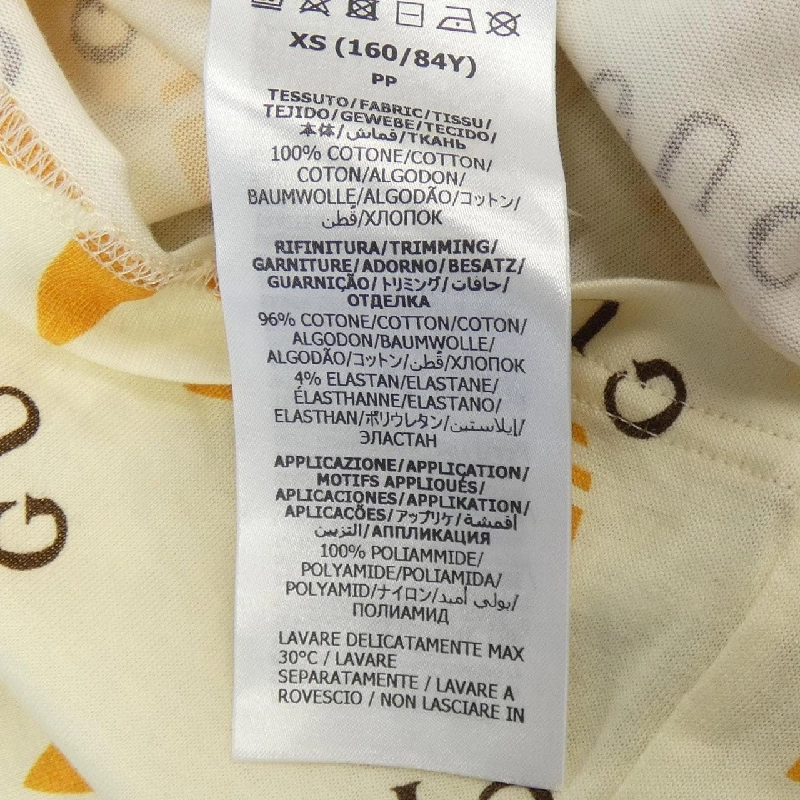 XS (160/84Y)
PP
TESSUTO/FABRIC/TISSU/
TEJIDO/GEWEBE/TECIDO/
本体/قماش/ТКАНЬ
100% COTONE/COTTON/
COTON/ALGODON/
BAUMWOLLE/ALGODÃO/コットン/
قطن/ХЛОПОК
RIFINITURA/TRIMMING/
GARNITURE/ADORNO/BESATZ/
GUARNIÇÃO/トリミング/حافات/
ОТДЕЛКА
96% COTONE/COTTON/COTON/
ALGODON/BAUMWOLLE/
ALGODÃO/コットン/قطن/ХЛОПОК
4% ELASTAN/ELASTANE/
ÉLASTHANNE/ELASTANO/
ELASTHAN/ポリウレタン/إيلاستين/
ЭЛАСТАН
APPLICAZIONE/APPLICATION/
MOTIFS APPLIQUÉS/
APLICACIONES/APPLIKATION/
APLICAÇÕES/アップリケ/أقمشة/
التزيين/АППЛИКАЦИЯ
100% POLIAMMIDE/
POLYAMIDE/POLIAMIDA/
POLYAMID/ナイロン/بولي أميد/
ПОЛИАМИД
LAVARE DELICATAMENTE MAX
30°C / LAVARE
SEPARATAMENTE / LAVARE A
ROVESCIO / NON LASCIARE IN
GU
G